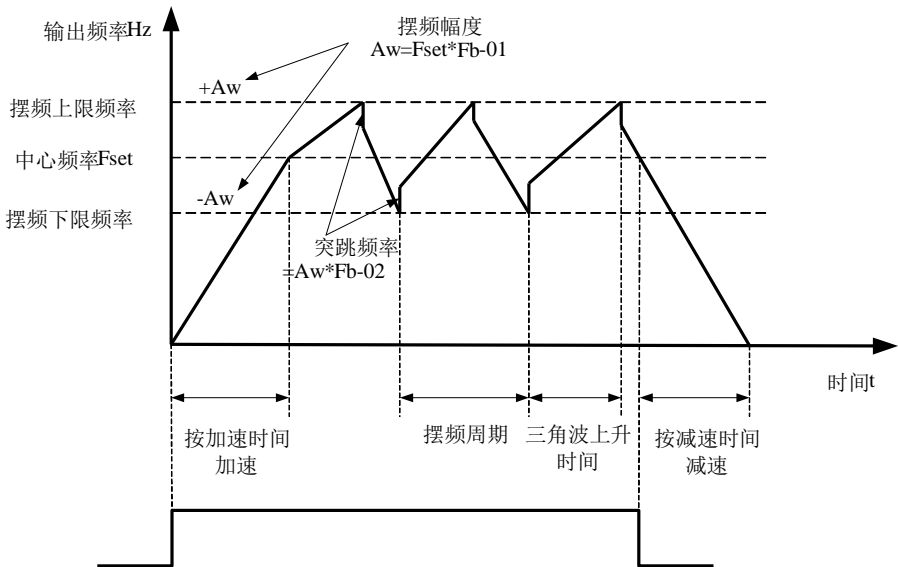 输出频率Hz
摆频幅度
Aw=Fset*Fb-01
+Aw
摆频上限频率
中心频率Fset
-Aw
摆频下限频率
突跳频率
=Aw*Fb-02
时间t
按加速时间
加速
摆频周期
三角波上升
时间
按减速时间
减速